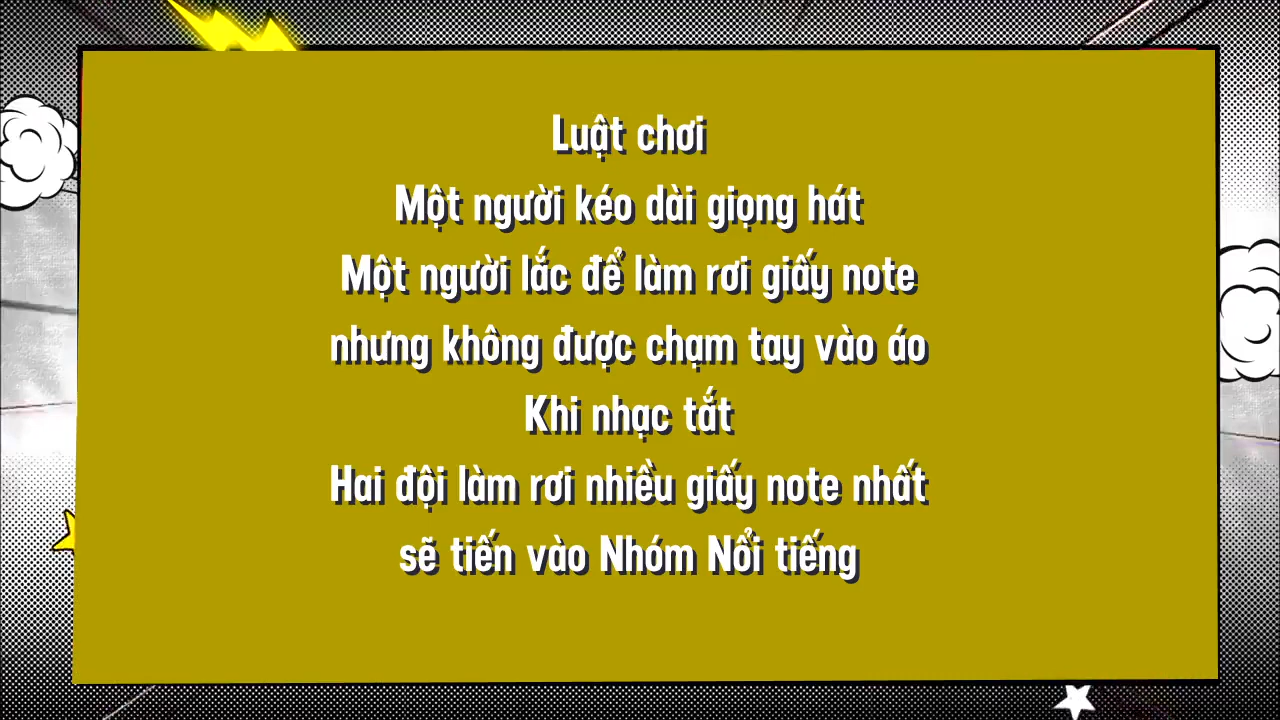 Luật chơi
Một người kéo dài giọng hát
Một người lắc để làm rơi giấy note
nhưng không được chạm tay vào áo
Khi nhạc tắt
Hai đội làm rơi nhiều giấy note nhất
sẽ tiến vào Nhóm Nổi tiếng